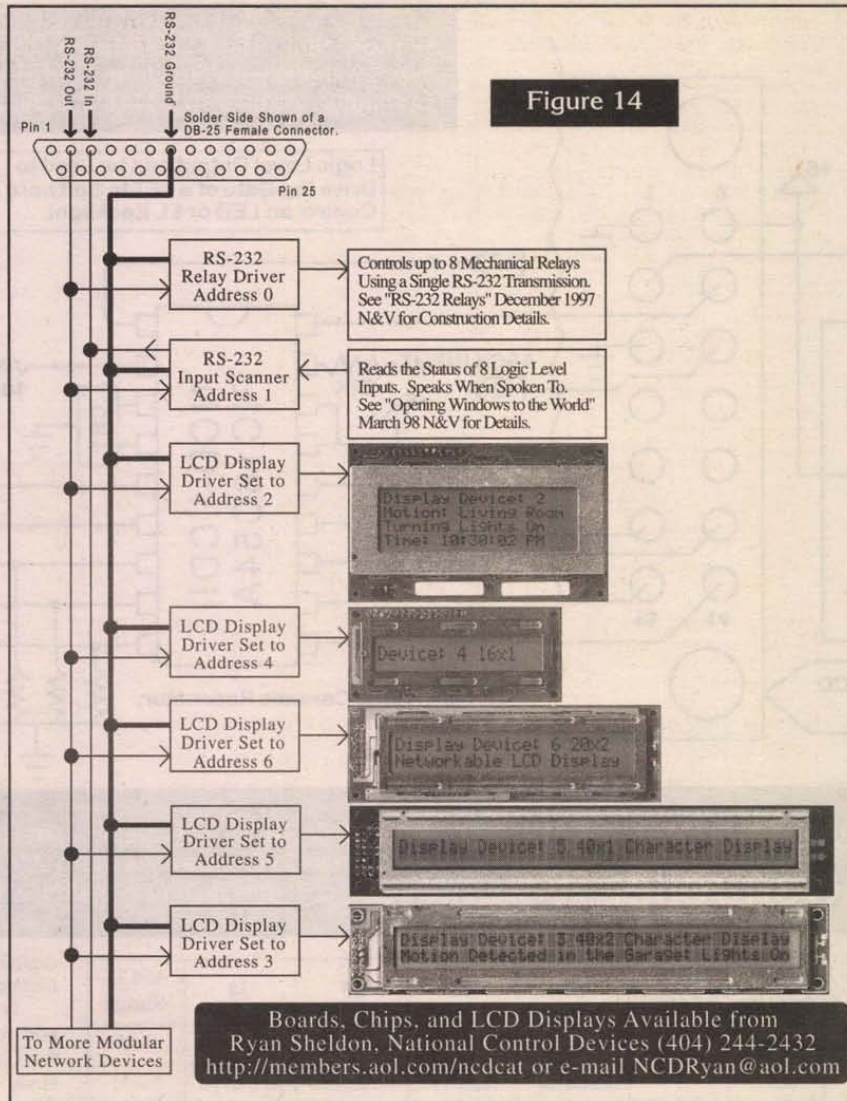 RS-232 Out
RS-232 In
RS-232 Ground
Figure 14
Pin 1
Solder Side Shown of a
DB-25 Female Connector.
Pin 25
RS-232
Relay Driver
Address 0
Controls up to 8 Mechanical Relays
Using a Single RS-232 Transmission.
See "RS-232 Relays" December 1997
N&V for Construction Details.
RS-232
Input Scanner
Address 1
Reads the Status of 8 Logic Level
Inputs. Speaks When Spoken To.
See "Opening Windows to the World"
March 98 N&V for Details.
LCD Display
Driver Set to
Address 2
Display Device: 2
Motion: Living Room
Turning Lights On
Time: 10:30:02 PM
LCD Display
Driver Set to
Address 4
Device: 4 16x1
LCD Display
Driver Set to
Address 6
Display Device: 6 20x2
Networkable LCD Display
LCD Display
Driver Set to
Address 5
Display Device: 5 40x1 Character Display
LCD Display
Driver Set to
Address 3
Display Device: 3 40x2 Character Display
Motion Detected in the Garage: Lights On
To More Modular
Network Devices
Boards, Chips, and LCD Displays Available from
Ryan Sheldon, National Control Devices (404) 244-2432
http://members.aol.com/ncdcat or e-mail NCDRyan@aol.com